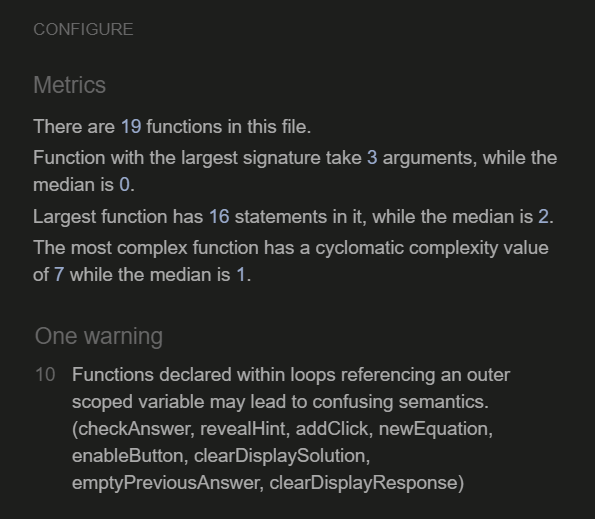 CONFIGURE
Metrics
There are 19 functions in this file.
Function with the largest signature take 3 arguments, while the
median is 0.
Largest function has 16 statements in it, while the median is 2.
The most complex function has a cyclomatic complexity value
of 7 while the median is 1.
One warning
10 Functions declared within loops referencing an outer
scoped variable may lead to confusing semantics.
(checkAnswer, revealHint, addClick, newEquation,
enableButton, clearDisplaySolution,
emptyPreviousAnswer, clearDisplayResponse)